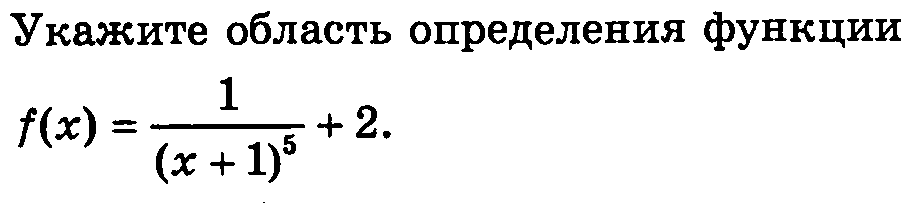 Укажите область определения функции
f(x) = 1/(x + 1)^5 + 2.